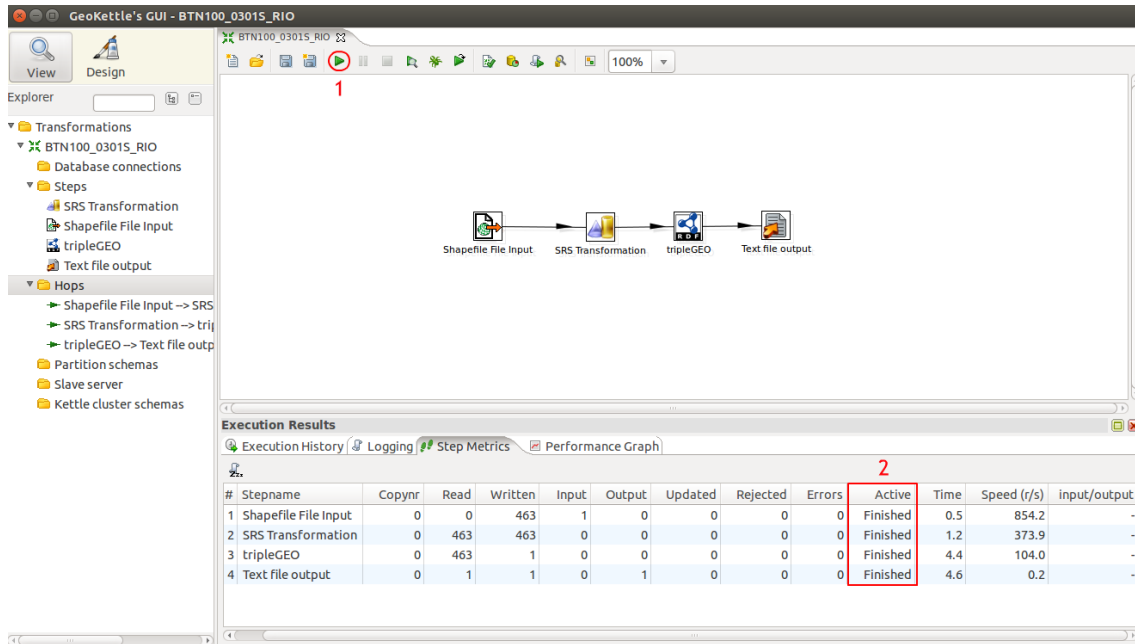 GeoKettle's GUI - BTN100_0301S_RIO
View
Design
BTN100_0301S_RIO
100%
1
Explorer
Transformations
BTN100_0301S_RIO
Database connections
Steps
SRS Transformation
Shapefile File Input
tripleGEO
Text file output
Hops
Shapefile File Input --> SRS
SRS Transformation --> trip
tripleGEO --> Text file outp
Partition schemas
Slave server
Kettle cluster schemas
RDF
Shapefile File Input SRS Transformation tripleGEO Text file output
Execution Results
Execution History Logging Step Metrics Performance Graph
2
# Stepname Copynr Read Written Input Output Updated Rejected Errors Active Time Speed (r/s) input/output
1 Shapefile File Input 0 0 463 1 0 0 0 0 Finished 0.5 854.2 -
2 SRS Transformation 0 463 463 0 0 0 0 0 Finished 1.2 373.9 -
3 tripleGEO 0 463 1 0 0 0 0 0 Finished 4.4 104.0 -
4 Text file output 0 1 1 0 1 0 0 0 Finished 4.6 0.2 -